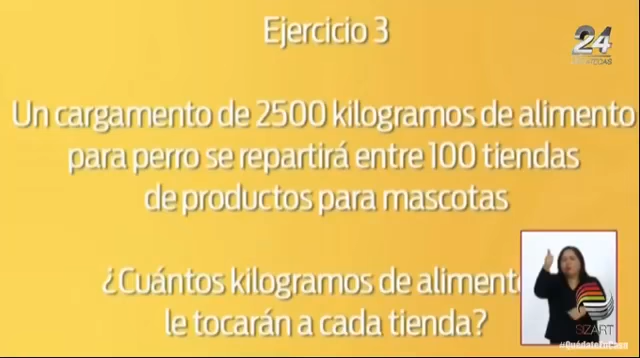 Ejercicio 3
24
Un cargamento de 2500 kilogramos de alimento
para perro se repartirá entre 100 tiendas
de productos para mascotas
¿Cuántos kilogramos de aliment
le tocarán a cada tienda?
SIZART
#QuédateEnCasa